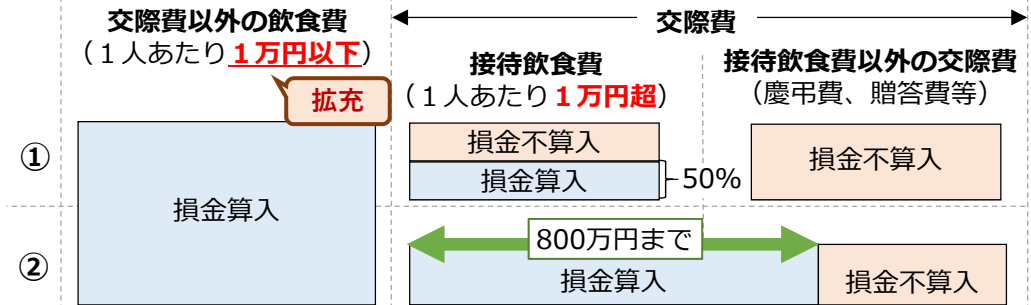 交際費以外の飲食費
（１人あたり１万円以下）
拡充
交際費
接待飲食費
（１人あたり１万円超）
接待飲食費以外の交際費
（慶弔費、贈答費等）
①
損金算入
損金不算入
損金算入
50%
損金不算入
②
800万円まで
損金算入
損金不算入